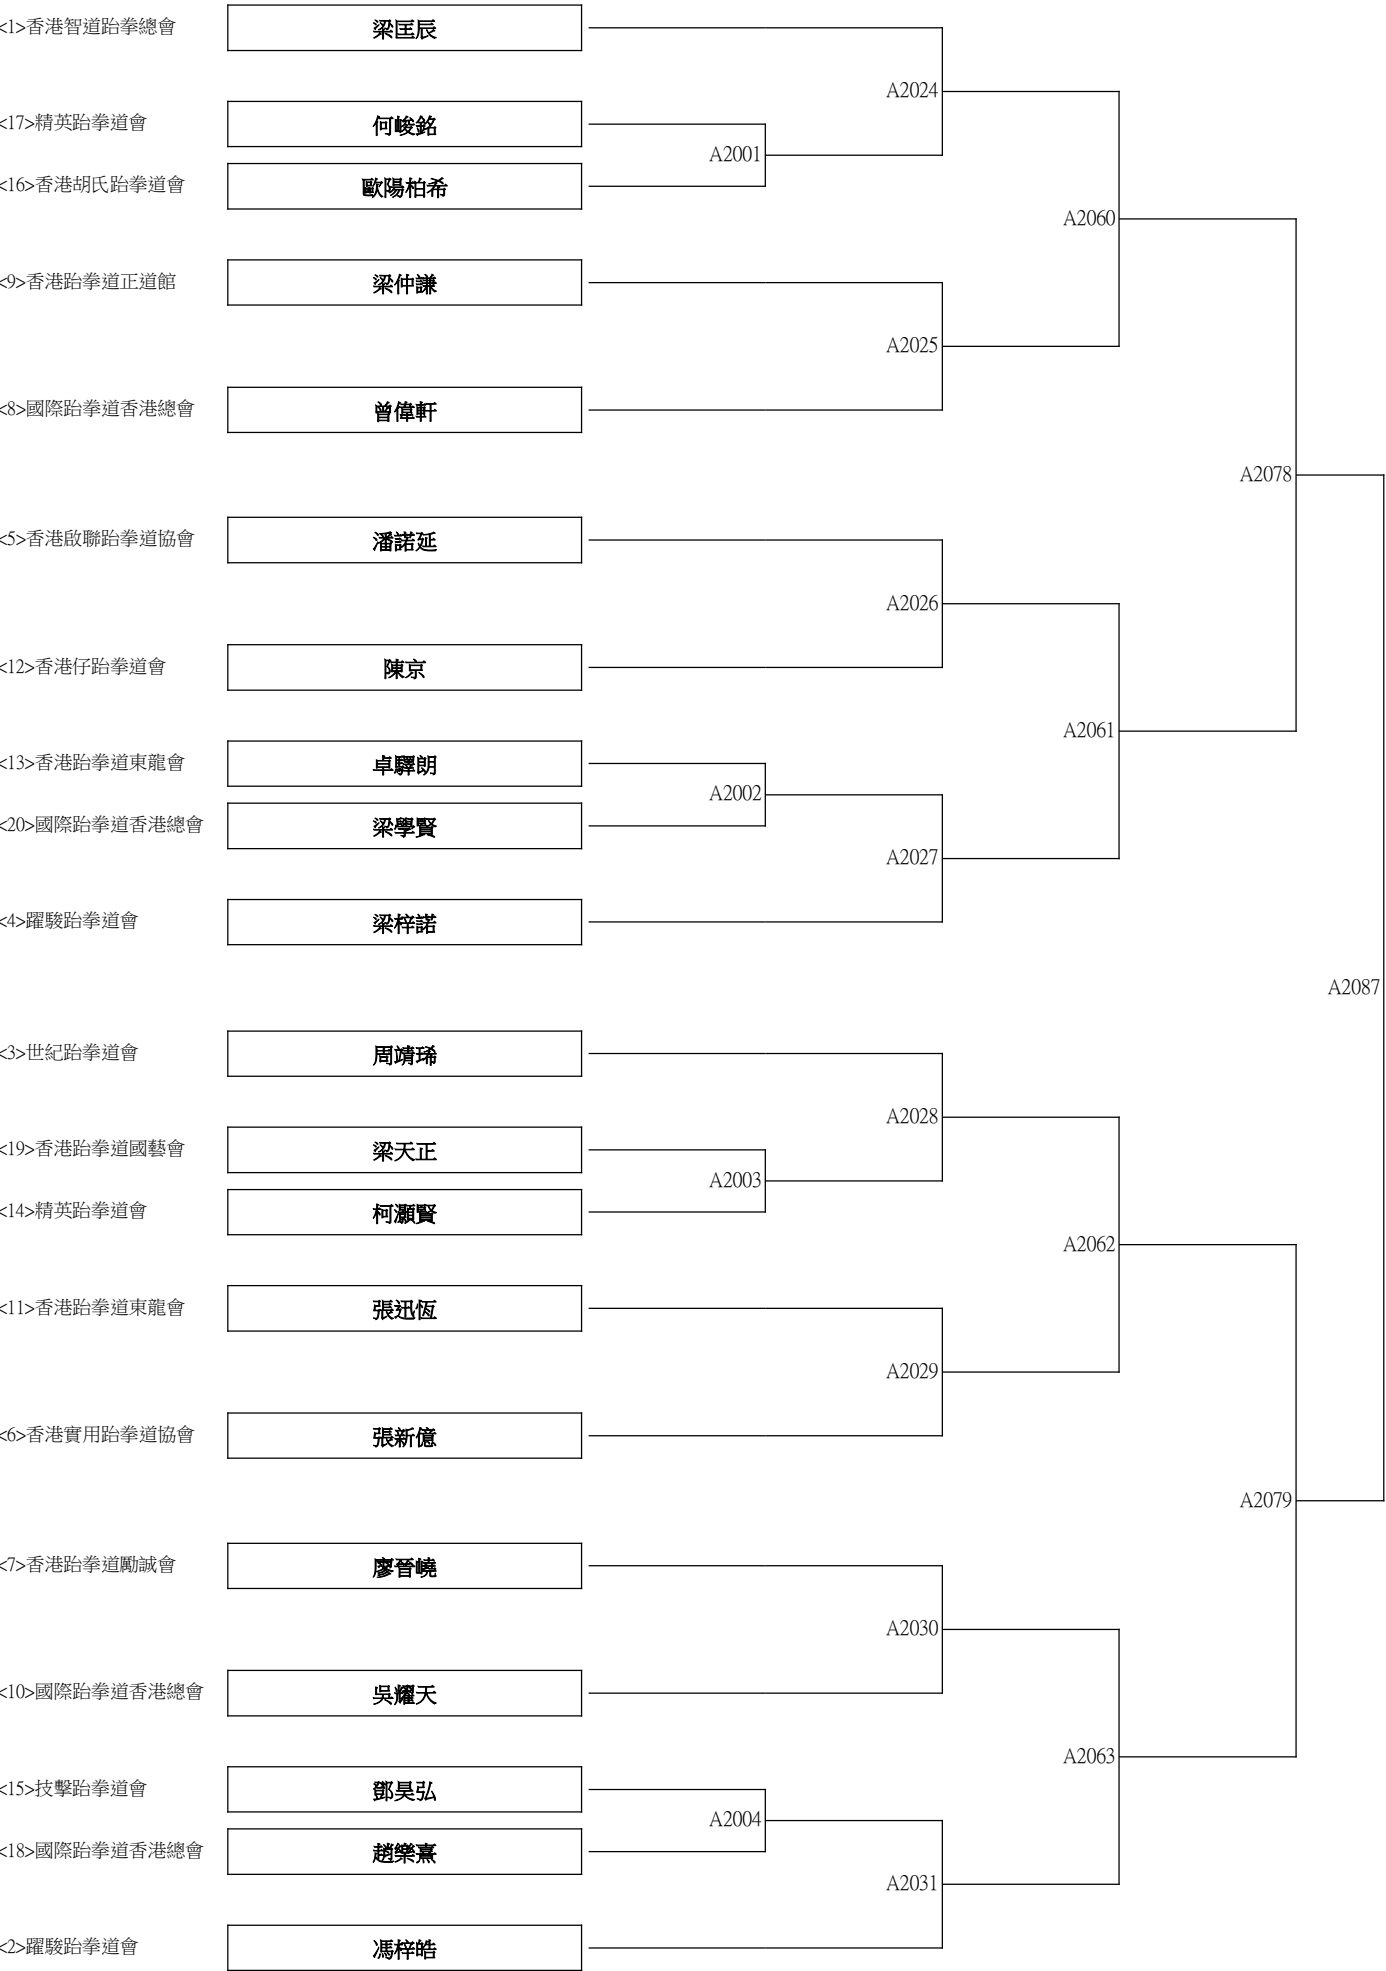 <1>香港智道跆拳總會 梁匡辰
A2024
<17>精英跆拳道會 何峻銘
A2001
<16>香港胡氏跆拳道會 歐陽柏希
A2060
<9>香港跆拳道正道館 梁仲謙
A2025
<8>國際跆拳道香港總會 曾偉軒
A2078
<5>香港啟聯跆拳道協會 潘諾延
A2026
<12>香港仔跆拳道會 陳京
A2061
<13>香港跆拳道東龍會 卓驛朗
A2002
<20>國際跆拳道香港總會 梁學賢
A2027
<4>躍駿跆拳道會 梁梓諾
A2087
<3>世紀跆拳道會 周靖琋
A2028
<19>香港跆拳道國藝會 梁天正
A2003
<14>精英跆拳道會 柯灝賢
A2062
<11>香港跆拳道東龍會 張迅恆
A2029
<6>香港實用跆拳道協會 張新億
A2079
<7>香港跆拳道勵誠會 廖晉嶢
A2030
<10>國際跆拳道香港總會 吳耀天
A2063
<15>技擊跆拳道會 鄧昊弘
A2004
<18>國際跆拳道香港總會 趙樂熹
A2031
<2>躍駿跆拳道會 馮梓皓